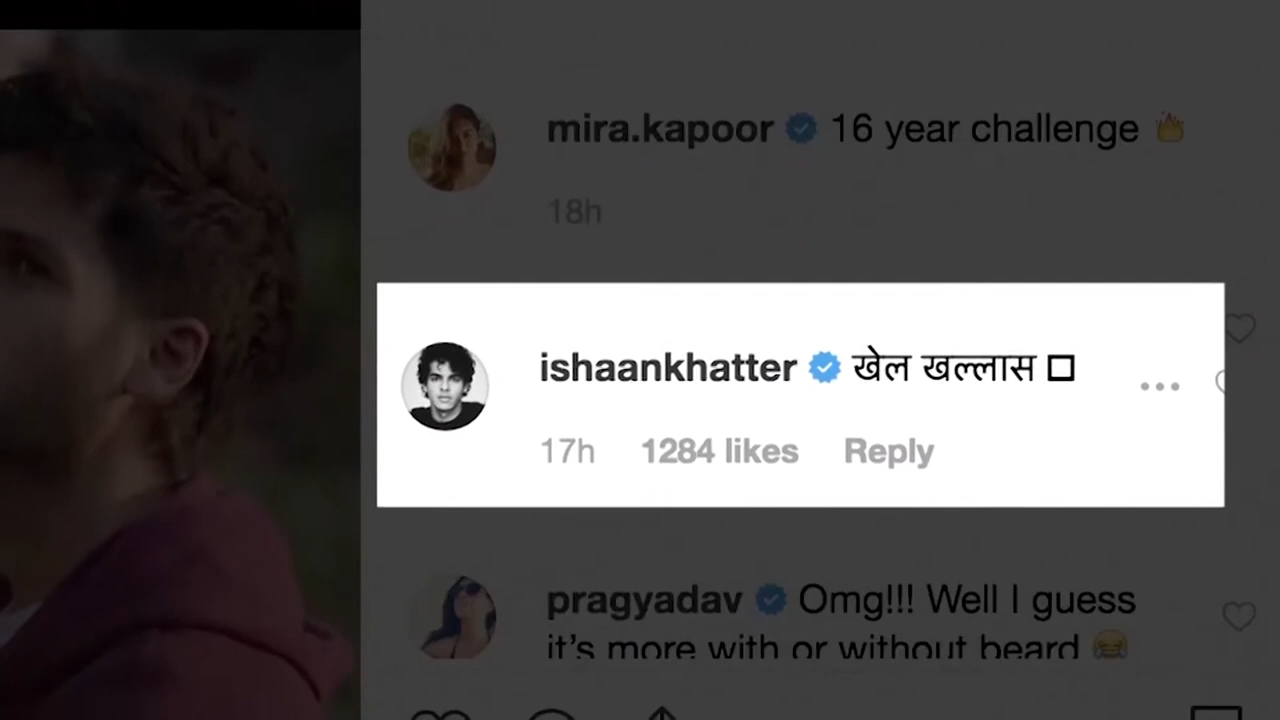 mira.kapoor 16 year challenge 🔥
18h
ishaankhatter खेल खल्लास □
17h 1284 likes Reply
pragyadav Omg!!! Well I guess
it's more with or without beard 😂